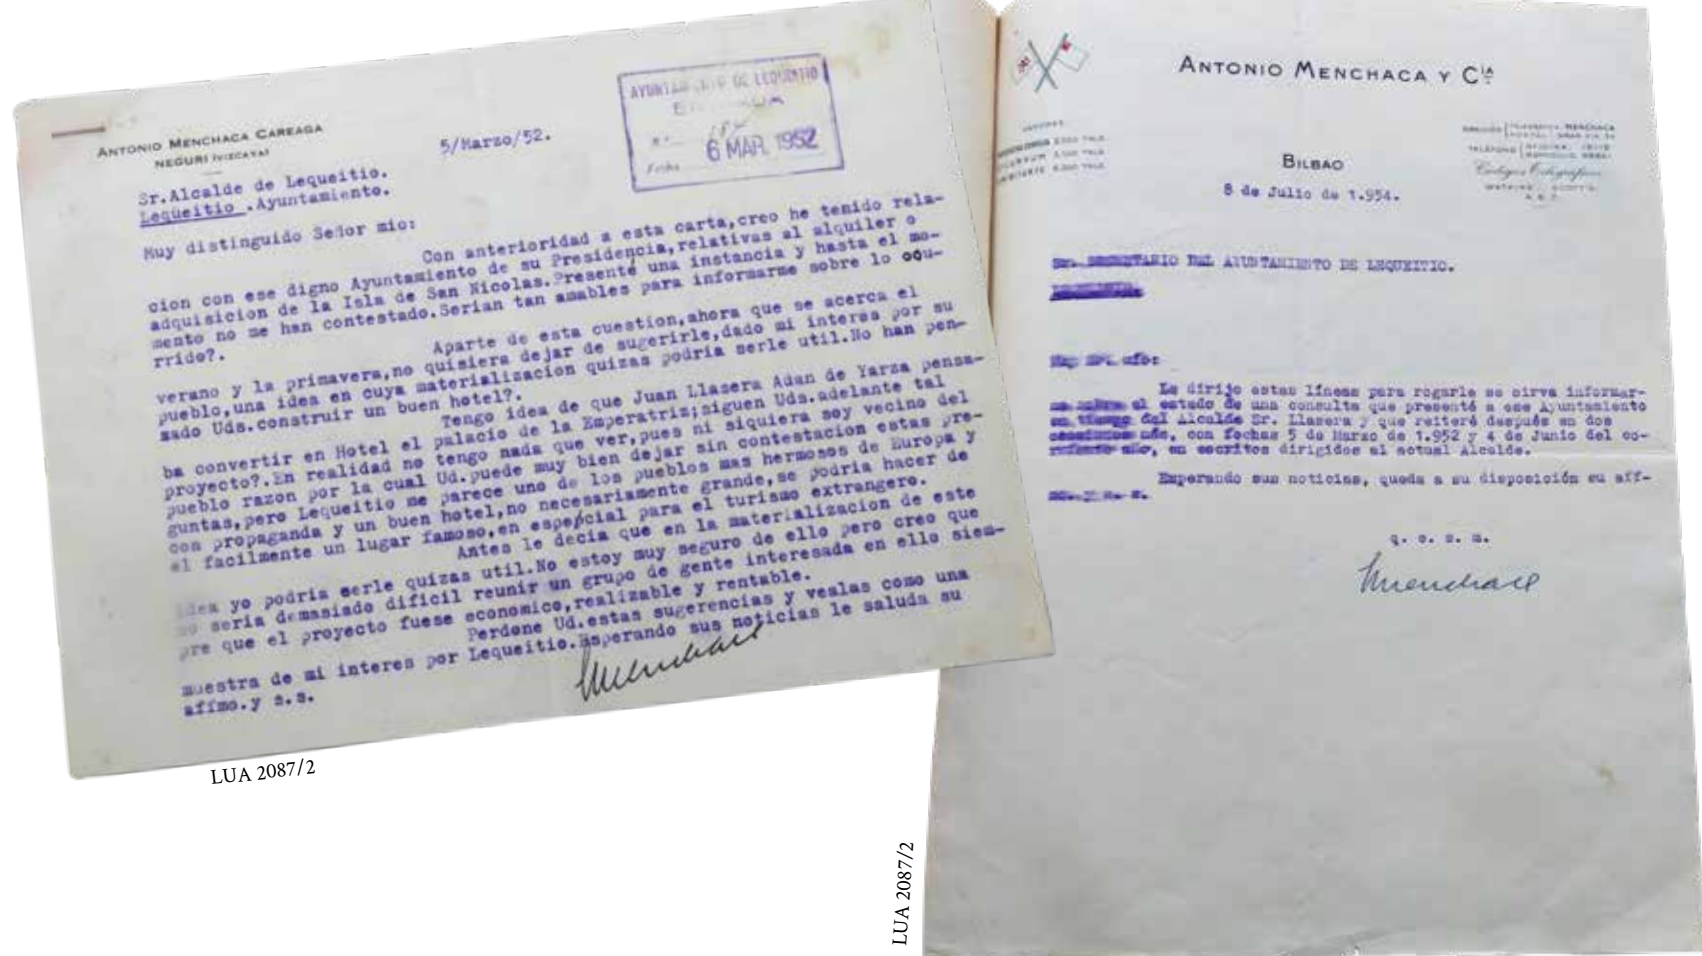 ANTONIO MENCHACA CAREAGA
NEGURI (VIZCAYA)
5/Marzo/52.
AYUNTAMIENTO DE LEQUEITIO
6 MAR. 1952
Fecha
Sr.Alcalde de Lequeitio.
Lequeitio .Ayuntamiento.
Muy distinguido Señor mio:
Con anterioridad a esta carta,creo he tenido rela-
cion con ese digno Ayuntamiento de su Presidencia,relativas al alquiler o
adquisicion de la Isla de San Nicolas.Presenté una instancia y hasta el mo-
mento no me han contestado.Serian tan amables para informarme sobre lo ocu-
rrido?.
Aparte de esta cuestion,ahora que se acerca el
verano y la primavera,no quisiera dejar de sugerirle,dado mi interes por su
pueblo,una idea en cuya materializacion quizas podria serle util.No han pen-
sado Uds.construir un buen hotel?.
Tengo idea de que Juan Llasera Adan de Yarza pensa-
ba convertir en Hotel el palacio de la Emperatriz;siguen Uds.adelante tal
proyecto?.En realidad no tengo nada que ver,pues ni siquiera soy vecino del
pueblo razon por la cual Ud.puede muy bien dejar sin contestacion estas pre-
guntas,pero Lequeitio me parece uno de los pueblos mas hermosos de Europa y
con propaganda y un buen hotel,no necesariamente grande,se podria hacer de
el facilmente un lugar famoso,en especial para el turismo extrangero.
Antes le decia que en la materializacion de este
idea yo podria serle quizas util.No estoy muy seguro de ello pero creo que
no seria demasiado dificil reunir un grupo de gente interesada en ello siem-
pre que el proyecto fuese economico,realizable y rentable.
Perdone Ud.estas sugerencias y vealas como una
muestra de mi interes por Lequeitio.Esperando sus noticias le saluda su
affmo.y s.s.
Menchaca
LUA 2087/2
ANTONIO MENCHACA Y CIA
BILBAO
8 de Julio de 1.954.
TELEFONO
SECRETARIO DEL AYUNTAMIENTO DE LEQUEITIO.
Le dirijo estas líneas para rogarle se sirva informar-
el estado de una consulta que presenté a ese Ayuntamiento
del Alcalde Sr. Llasera y que reiteré después en dos
con fechas 5 de Marzo de 1.952 y 4 de Junio del co-
en escritos dirigidos al actual Alcalde.
Esperando sus noticias, queda a su disposición su aff-
q. e. s. m.
Menchaca
LUA 2087/2